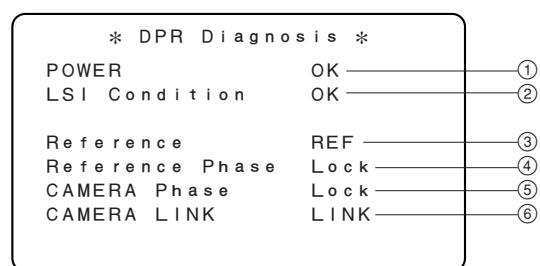 * DPR Diagnosis *
POWER OK ①
LSI Condition OK ②
Reference REF ③
Reference Phase Lock ④
CAMERA Phase Lock ⑤
CAMERA LINK LINK ⑥